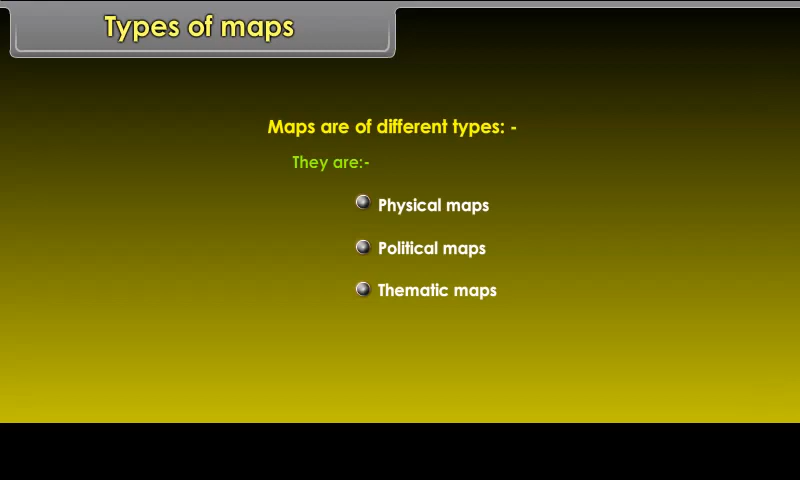 Types of maps
Maps are of different types: -
They are:-
Physical maps
Political maps
Thematic maps